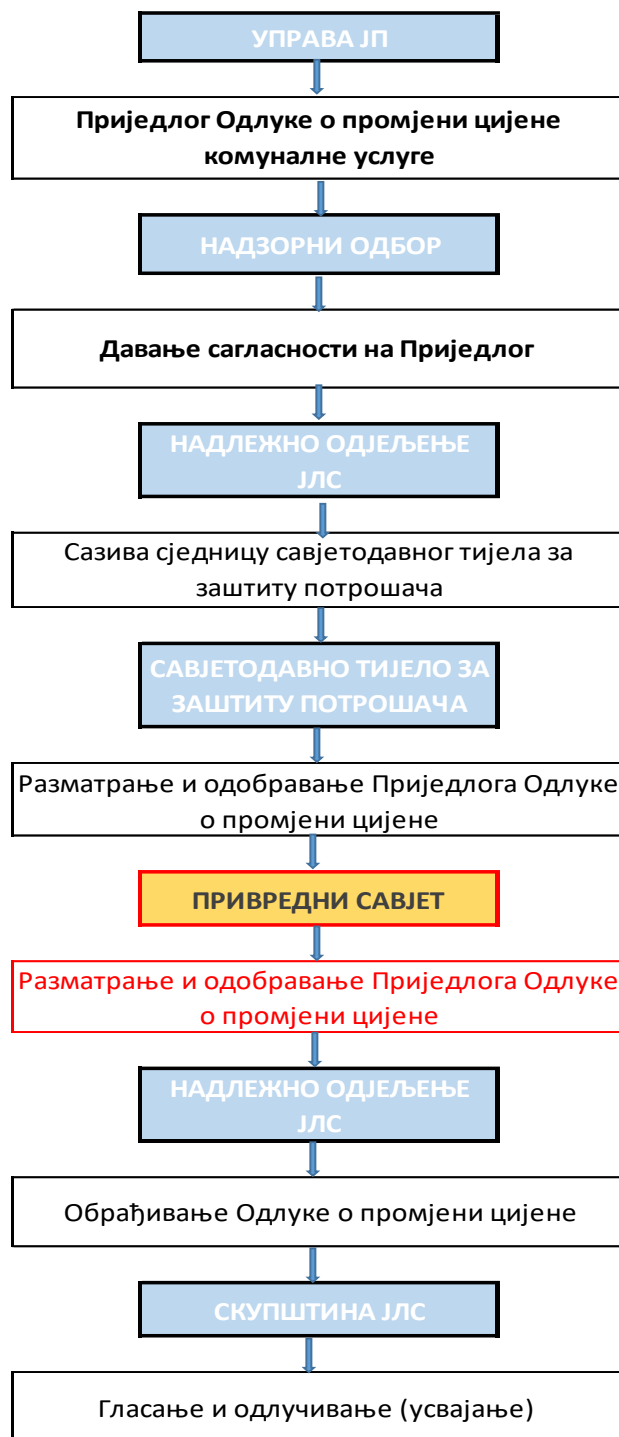 УПРАВА ЈП
Приједлог Одлуке о промјени цијене
комуналне услуге
НАДЗОРНИ ОДБОР
Давање сагласности на Приједлог
НАДЛЕЖНО ОДЈЕЉЕЊЕ
ЈЛС
Сазива сједницу савјетодавног тијела за
заштиту потрошача
САВЈЕТОДАВНО ТИЈЕЛО ЗА
ЗАШТИТУ ПОТРОШАЧА
Разматрање и одобравање Приједлога Одлуке
о промјени цијене
ПРИВРЕДНИ САВЈЕТ
Разматрање и одобравање Приједлога Одлуке
о промјени цијене
НАДЛЕЖНО ОДЈЕЉЕЊЕ
ЈЛС
Обрађивање Одлуке о промјени цијене
СКУПШТИНА ЈЛС
Гласање и одлучивање (усвајање)